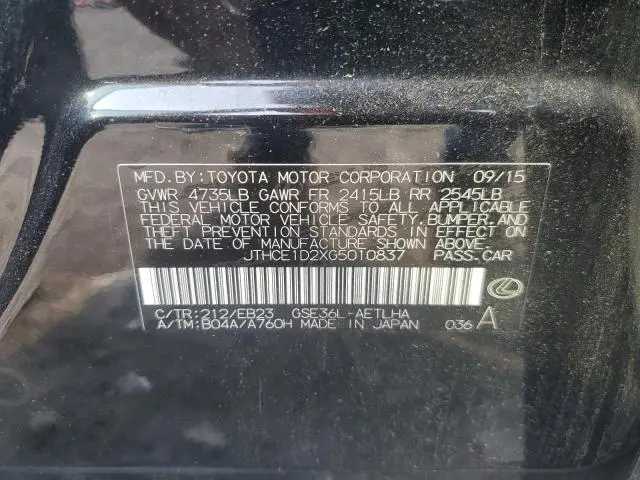 MFD.BY:TOYOTA MOTOR CORPORATION 09/15
GVWR 4735LB GAWR FR 2415LB RR 2545LB
THIS VEHICLE CONFORMS TO ALL APPLICABLE
FEDERAL MOTOR VEHICLE SAFETY,BUMPER,AND
THEFT PREVENTION STANDARDS IN EFFECT ON
THE DATE OF MANUFACTURE SHOWN ABOVE.
JTHCE1D2XG5010837 PASS.CAR
C/TR:212/EB23 GSE36L-AETLHA
A/TM:B04A/A760H MADE IN JAPAN 036 A